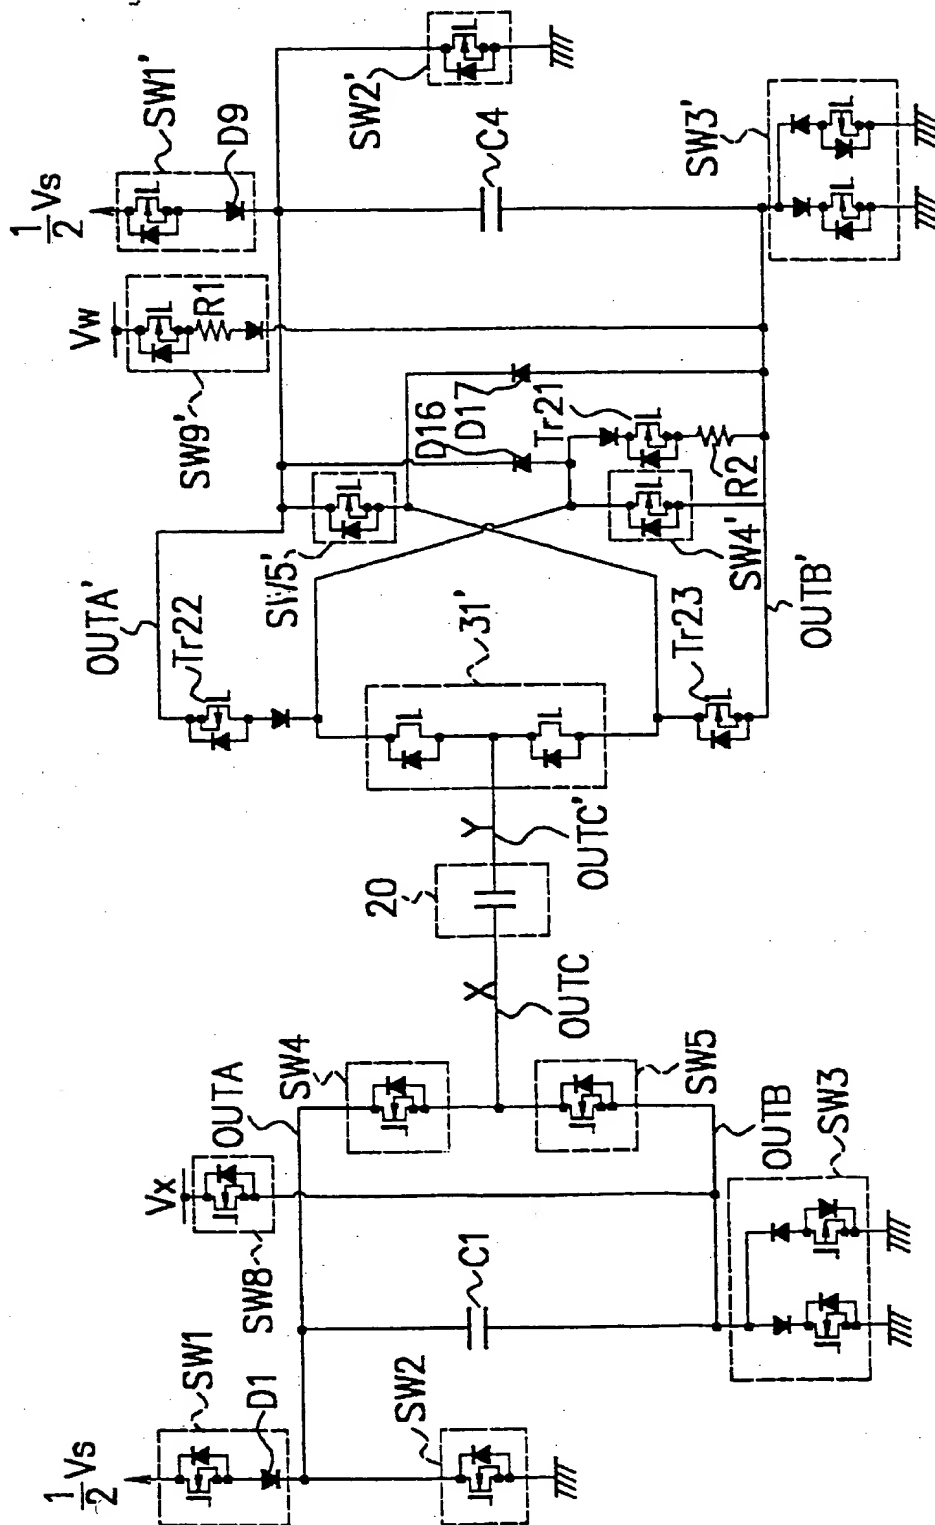 1/2 Vs
SW1
D1
SW2
C1
Vx
SW8
OUTA
SW4
SW5
OUTB
SW3
X
OUTC
20
Y
OUTC'
31'
OUTA'
Tr22
Tr23
OUTB'
SW5'
SW4'
D16
D17
Tr21
R2
Vw
SW9'
R1
1/2 Vs
SW1'
D9
SW2'
C4
SW3'